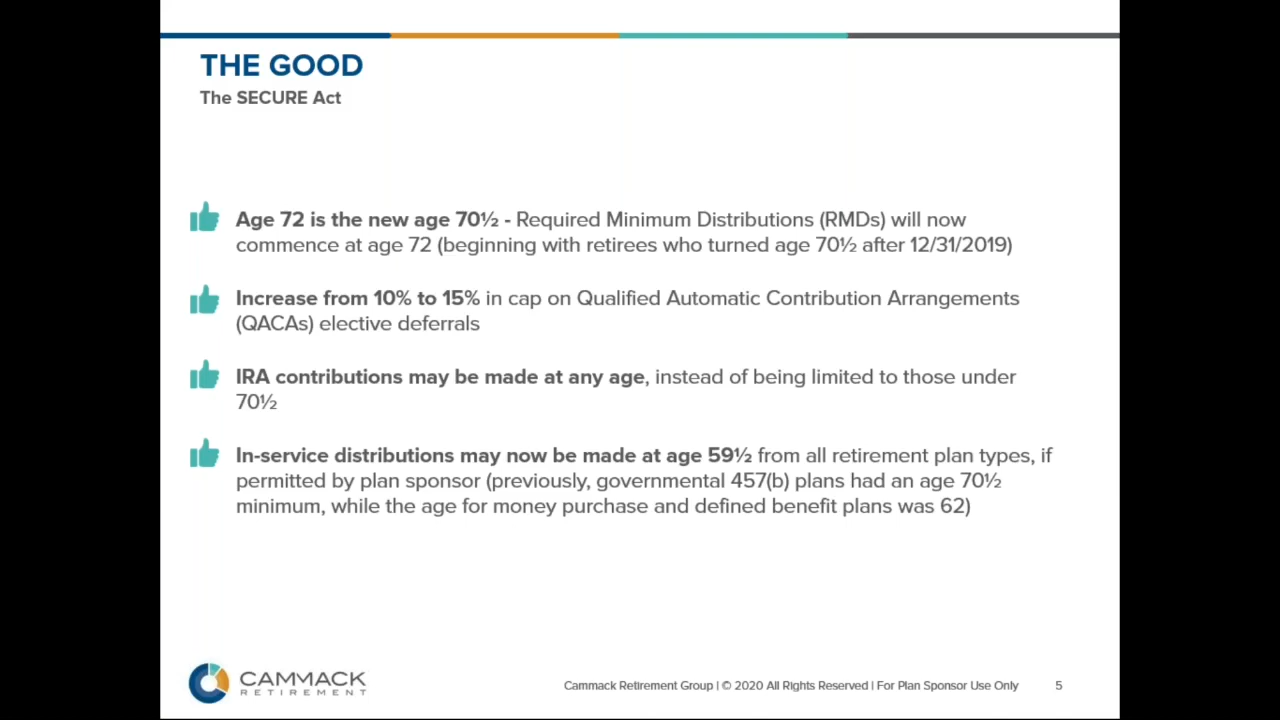 THE GOOD
The SECURE Act
Age 72 is the new age 70½ - Required Minimum Distributions (RMDs) will now
commence at age 72 (beginning with retirees who turned age 70½ after 12/31/2019)
Increase from 10% to 15% in cap on Qualified Automatic Contribution Arrangements
(QACAs) elective deferrals
IRA contributions may be made at any age, instead of being limited to those under
70½
In-service distributions may now be made at age 59½ from all retirement plan types, if
permitted by plan sponsor (previously, governmental 457(b) plans had an age 70½
minimum, while the age for money purchase and defined benefit plans was 62)
CAMMACK
RETIREMENT
Cammack Retirement Group | © 2020 All Rights Reserved | For Plan Sponsor Use Only 5